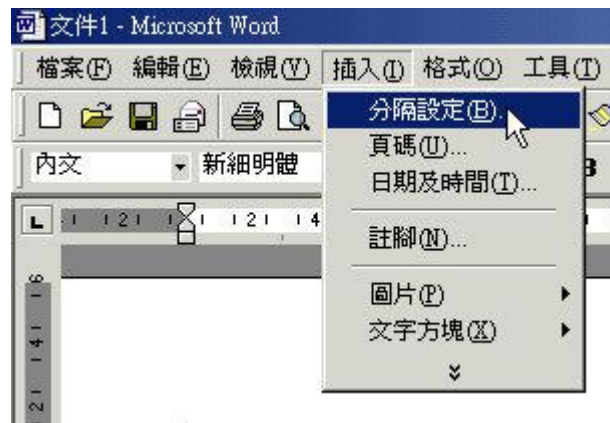 文件1 - Microsoft Word
檔案(F) 編輯(E) 檢視(V) 插入(I) 格式(O) 工具(T)
分隔設定(B)...
頁碼(U)...
內文 新細明體
日期及時間(T)...
註腳(N)...
圖片(P)
文字方塊(X)